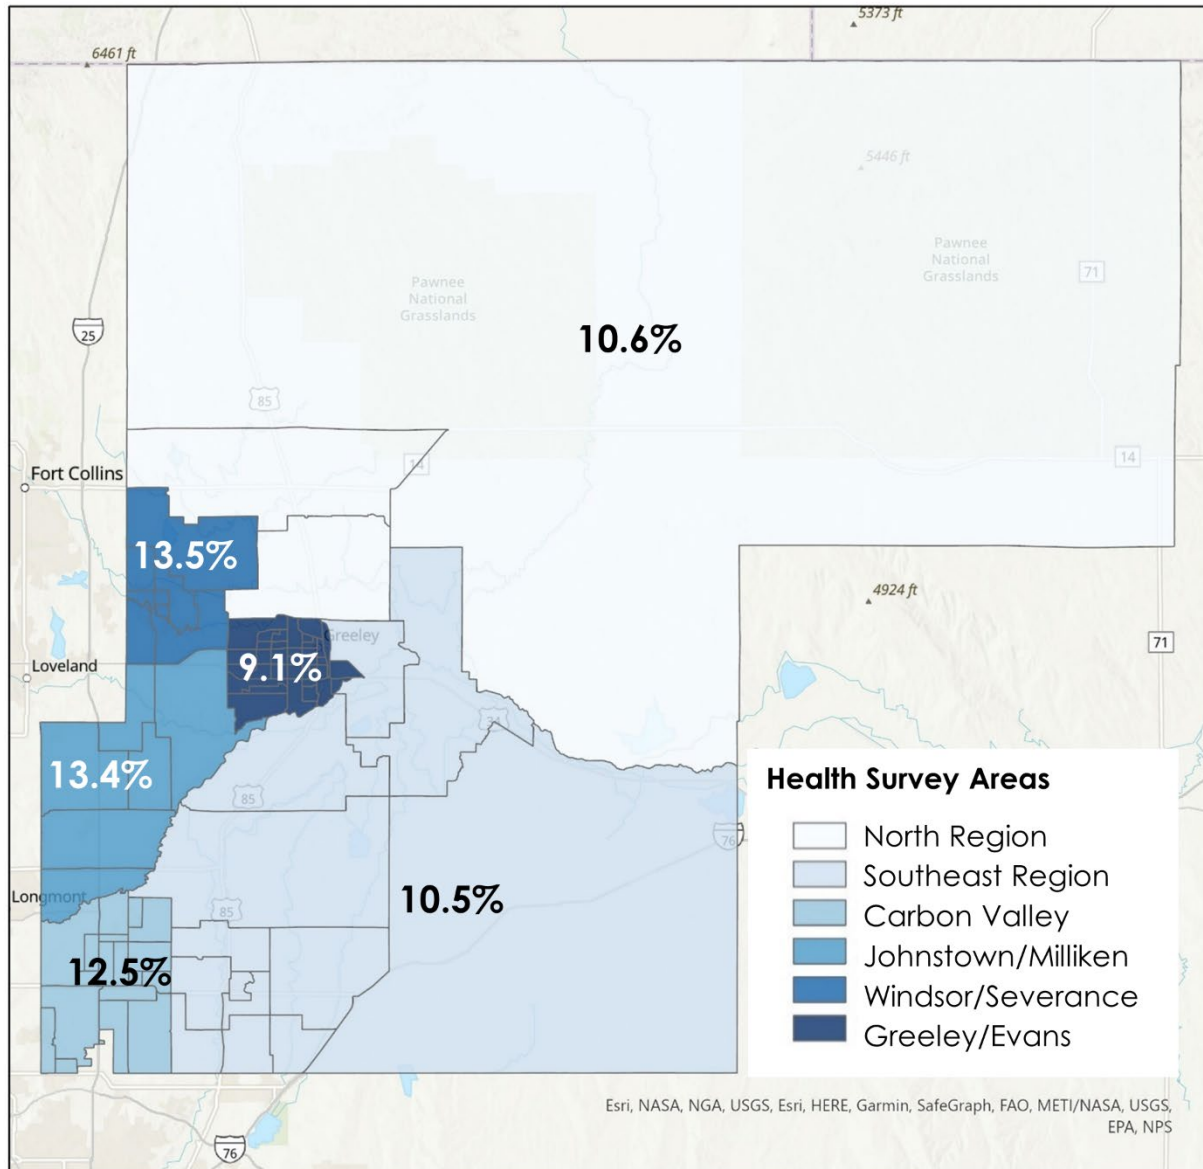 5373 ft
6461 ft
5446 ft
Pawnee
National
Grasslands
71
Pawnee
National
Grasslands
25
10.6%
85
14
14
Fort Collins
13.5%
4924 ft
Greeley
71
Loveland
9.1%
34
13.4%
Health Survey Areas
85
76
North Region
Southeast Region
Carbon Valley
Johnstown/Milliken
Windsor/Severance
Greeley/Evans
Longmont
10.5%
85
12.5%
Esri, NASA, NGA, USGS, Esri, HERE, Garmin, SafeGraph, FAO, METI/NASA, USGS,
EPA, NPS
76